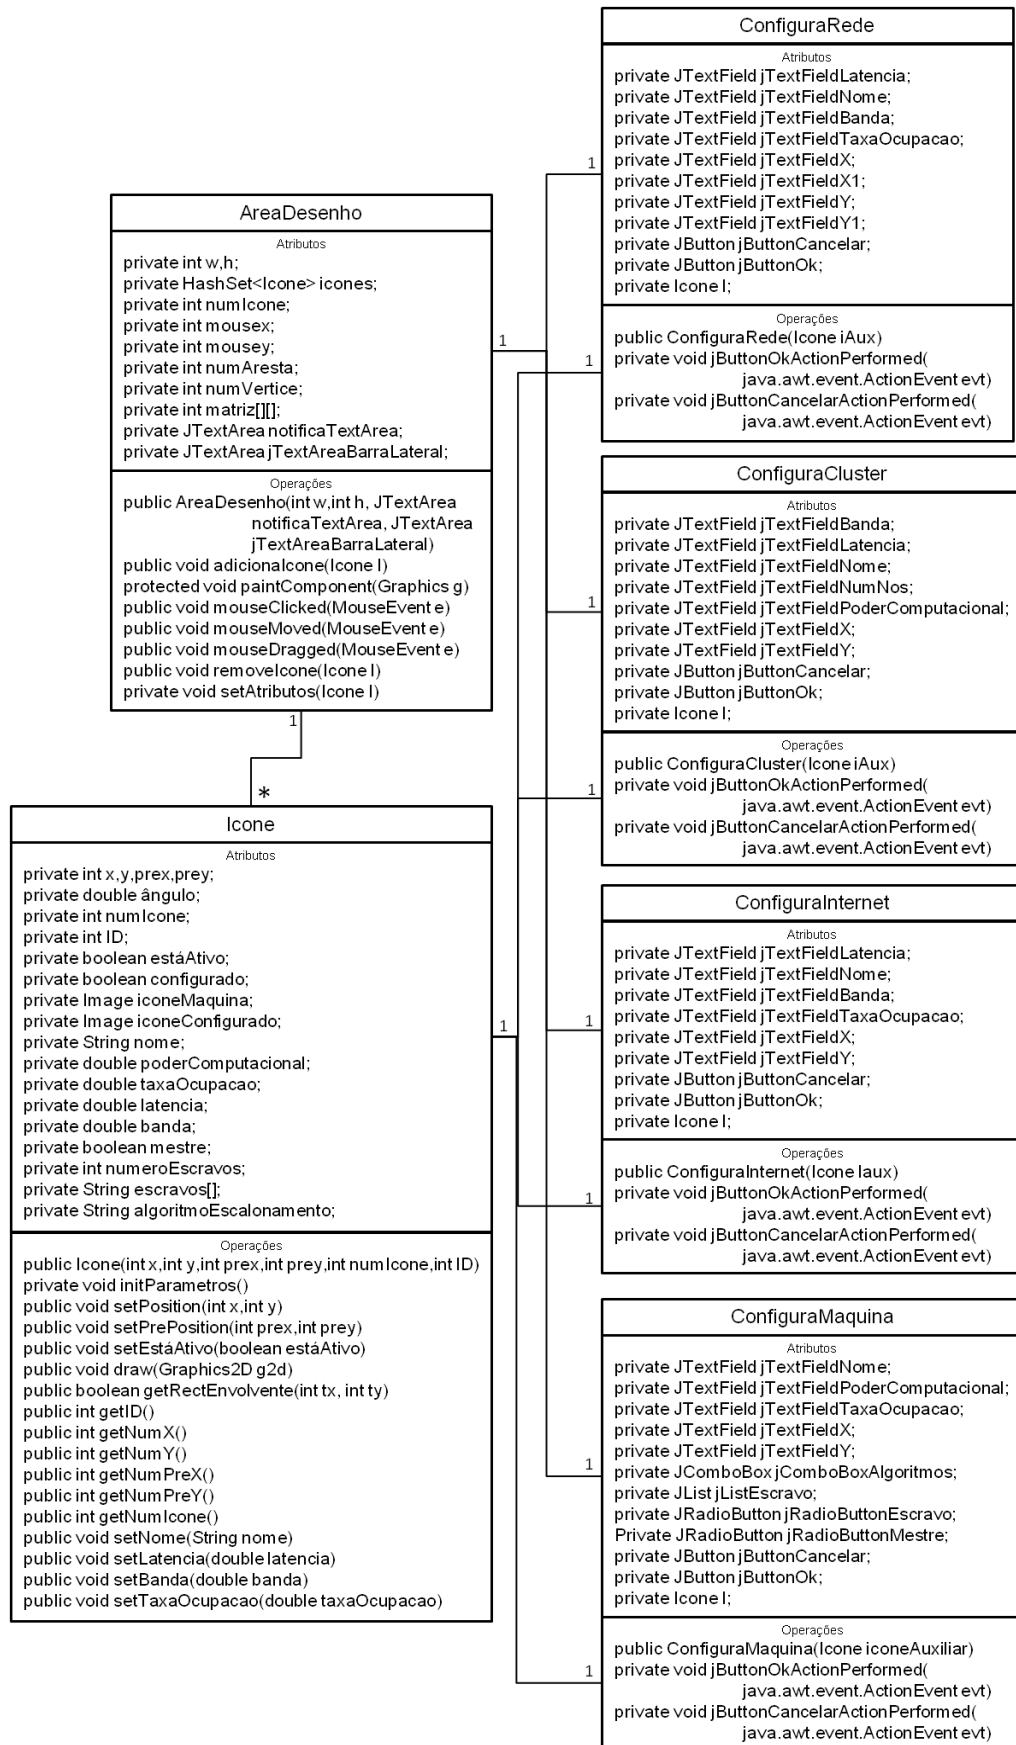 ConfiguraRede
Atributos
private JTextField jTextFieldLatencia;
private JTextField jTextFieldNome;
private JTextField jTextFieldBanda;
private JTextField jTextFieldTaxaOcupacao;
private JTextField jTextFieldX;
private JTextField jTextFieldX1;
private JTextField jTextFieldY;
private JTextField jTextFieldY1;
private JButton jButtonCancelar;
private JButton jButtonOk;
private Icone I;
Operações
public ConfiguraRede(Icone iAux)
private void jButtonOkActionPerformed(
java.awt.event.ActionEvent evt)
private void jButtonCancelarActionPerformed(
java.awt.event.ActionEvent evt)
1
1
AreaDesenho
Atributos
private int w,h;
private HashSet<Icone> icones;
private int numIcone;
private int mousex;
private int mousey;
private int numAresta;
private int numVertice;
private int matriz[][];
private JTextArea notificaTextArea;
private JTextArea jTextAreaBarraLateral;
Operações
public AreaDesenho(int w,int h, JTextArea
notificaTextArea, JTextArea
jTextAreaBarraLateral)
public void adicionaIcone(Icone I)
protected void paintComponent(Graphics g)
public void mouseClicked(MouseEvent e)
public void mouseMoved(MouseEvent e)
public void mouseDragged(MouseEvent e)
public void removeIcone(Icone I)
private void setAtributos(Icone I)
1
1
*
ConfiguraCluster
Atributos
private JTextField jTextFieldBanda;
private JTextField jTextFieldLatencia;
private JTextField jTextFieldNome;
private JTextField jTextFieldNumNos;
private JTextField jTextFieldPoderComputacional;
private JTextField jTextFieldX;
private JTextField jTextFieldY;
private JButton jButtonCancelar;
private JButton jButtonOk;
private Icone I;
Operações
public ConfiguraCluster(Icone iAux)
private void jButtonOkActionPerformed(
java.awt.event.ActionEvent evt)
private void jButtonCancelarActionPerformed(
java.awt.event.ActionEvent evt)
1
1
Icone
Atributos
private int x,y,prex,prey;
private double ângulo;
private int numIcone;
private int ID;
private boolean estáAtivo;
private boolean configurado;
private Image iconeMaquina;
private Image iconeConfigurado;
private String nome;
private double poderComputacional;
private double taxaOcupacao;
private double latencia;
private double banda;
private boolean mestre;
private int numeroEscravos;
private String escravos[];
private String algoritmoEscalonamento;
Operações
public Icone(int x,int y,int prex,int prey,int numIcone,int ID)
private void initParametros()
public void setPosition(int x,int y)
public void setPrePosition(int prex,int prey)
public void setEstáAtivo(boolean estáAtivo)
public void draw(Graphics2D g2d)
public boolean getRectEnvolvente(int tx, int ty)
public int getID()
public int getNumX()
public int getNumY()
public int getNumPreX()
public int getNumPreY()
public int getNumIcone()
public void setNome(String nome)
public void setLatencia(double latencia)
public void setBanda(double banda)
public void setTaxaOcupacao(double taxaOcupacao)
1
ConfiguraInternet
Atributos
private JTextField jTextFieldLatencia;
private JTextField jTextFieldNome;
private JTextField jTextFieldBanda;
private JTextField jTextFieldTaxaOcupacao;
private JTextField jTextFieldX;
private JTextField jTextFieldY;
private JButton jButtonCancelar;
private JButton jButtonOk;
private Icone I;
Operações
public ConfiguraInternet(Icone Iaux)
private void jButtonOkActionPerformed(
java.awt.event.ActionEvent evt)
private void jButtonCancelarActionPerformed(
java.awt.event.ActionEvent evt)
1
1
ConfiguraMaquina
Atributos
private JTextField jTextFieldNome;
private JTextField jTextFieldPoderComputacional;
private JTextField jTextFieldTaxaOcupacao;
private JTextField jTextFieldX;
private JTextField jTextFieldY;
private JComboBox jComboBoxAlgoritmos;
private JList jListEscravo;
private JRadioButton jRadioButtonEscravo;
Private JRadioButton jRadioButtonMestre;
private JButton jButtonCancelar;
private JButton jButtonOk;
private Icone I;
Operações
public ConfiguraMaquina(Icone iconeAuxiliar)
private void jButtonOkActionPerformed(
java.awt.event.ActionEvent evt)
private void jButtonCancelarActionPerformed(
java.awt.event.ActionEvent evt)
1
1